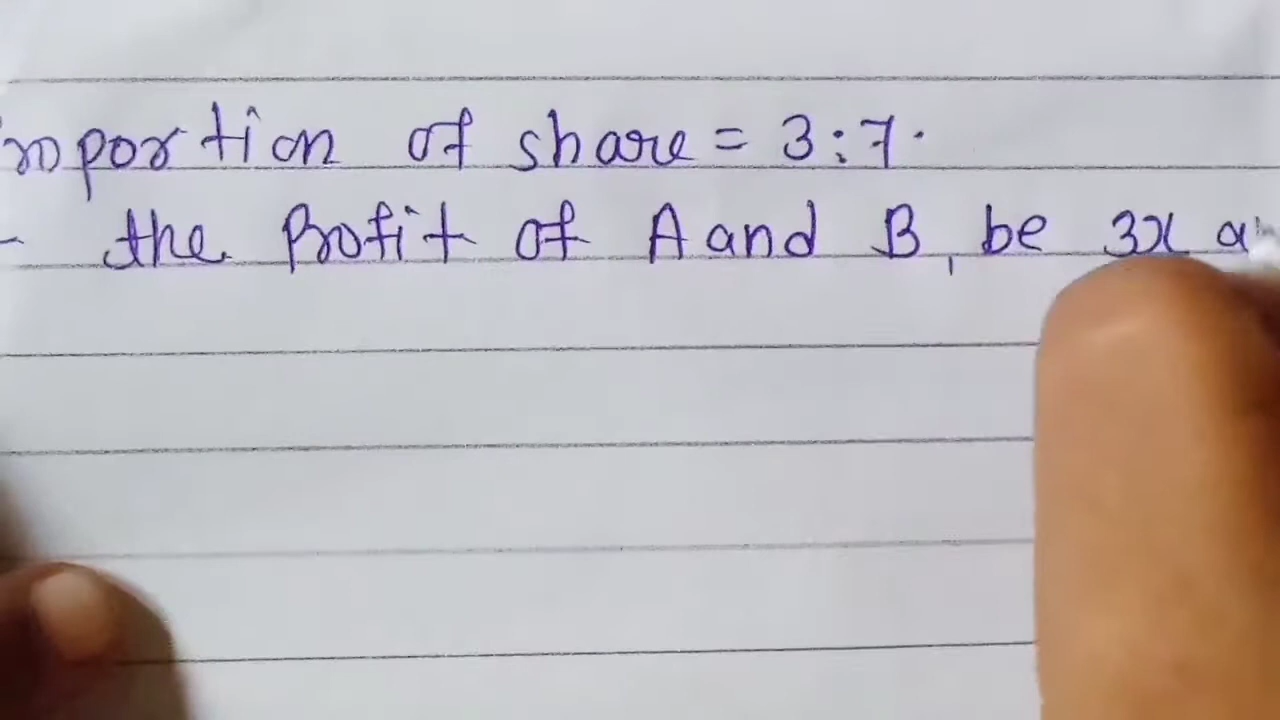 roportion of share = 3:7.
the Profit of A and B, be 3x a